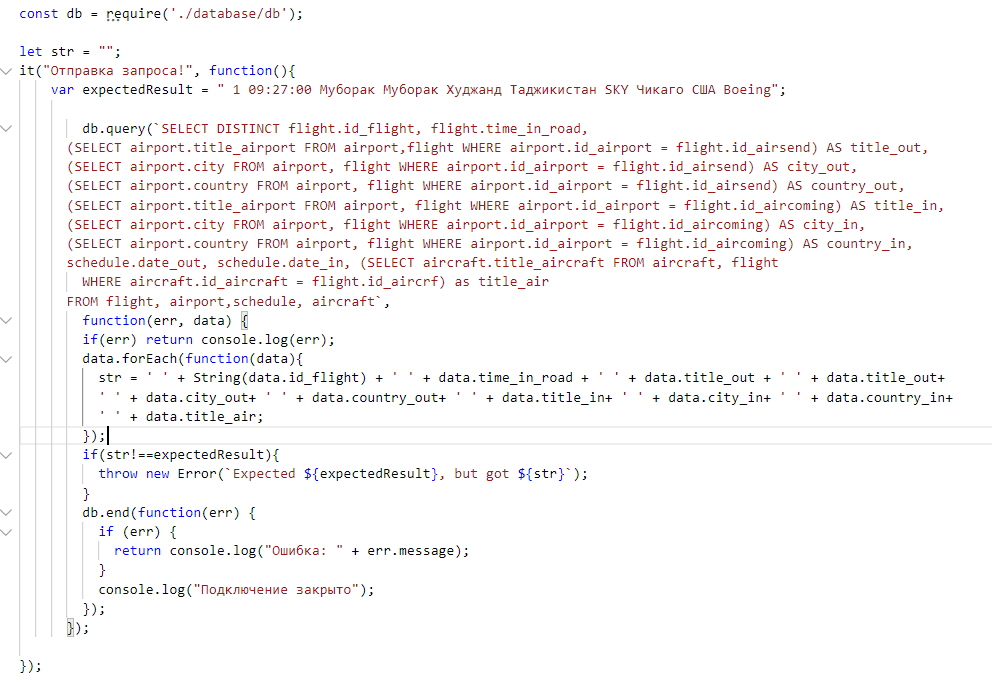 const db = require('./database/db');
let str = "";
it("Отправка запроса!", function(){
var expectedResult = " 1 09:27:00 Муборак Муборак Худжанд Таджикистан SKY Чикаго США Boeing";
db.query(`SELECT DISTINCT flight.id_flight, flight.time_in_road,
(SELECT airport.title_airport FROM airport,flight WHERE airport.id_airport = flight.id_airsend) AS title_out,
(SELECT airport.city FROM airport, flight WHERE airport.id_airport = flight.id_airsend) AS city_out,
(SELECT airport.country FROM airport, flight WHERE airport.id_airport = flight.id_airsend) AS country_out,
(SELECT airport.title_airport FROM airport, flight WHERE airport.id_airport = flight.id_aircoming) AS title_in,
(SELECT airport.city FROM airport, flight WHERE airport.id_airport = flight.id_aircoming) AS city_in,
(SELECT airport.country FROM airport, flight WHERE airport.id_airport = flight.id_aircoming) AS country_in,
schedule.date_out, schedule.date_in, (SELECT aircraft.title_aircraft FROM aircraft, flight
WHERE aircraft.id_aircraft = flight.id_aircrf) as title_air
FROM flight, airport,schedule, aircraft`,
function(err, data) {
if(err) return console.log(err);
data.forEach(function(data){
str = ' ' + String(data.id_flight) + ' ' + data.time_in_road + ' ' + data.title_out + ' ' + data.title_out+
' ' + data.city_out+ ' ' + data.country_out+ ' ' + data.title_in+ ' ' + data.city_in+ ' ' + data.country_in+
' ' + data.title_air;
});
if(str!==expectedResult){
throw new Error(`Expected ${expectedResult}, but got ${str}`);
}
db.end(function(err) {
if (err) {
return console.log("Ошибка: " + err.message);
}
console.log("Подключение закрыто");
});
});
});